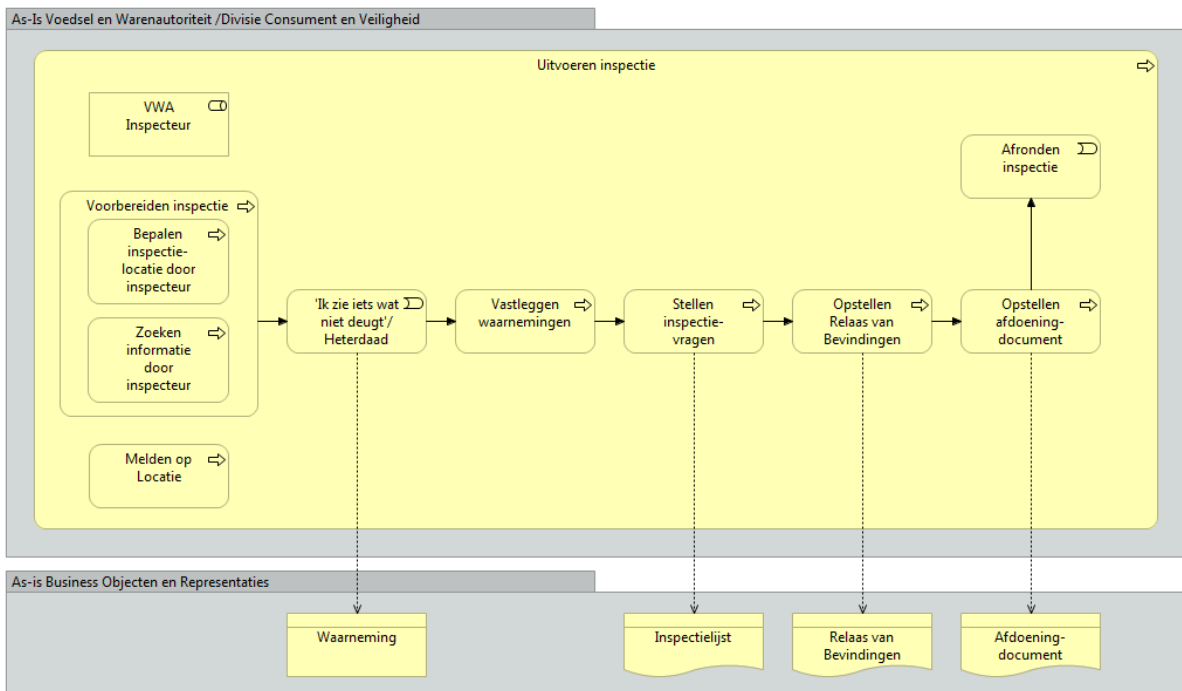 As-Is Voedsel en Warenautoriteit /Divisie Consument en Veiligheid
Uitvoeren inspectie
VWA
Inspecteur
Afronden
inspectie
Voorbereiden inspectie
Bepalen
inspectie-
locatie door
inspecteur
Zoeken
informatie
door
inspecteur
'Ik zie iets wat
niet deugt'/
Heterdaad
Vastleggen
waarnemingen
Stellen
inspectie-
vragen
Opstellen
Relaas van
Bevindingen
Opstellen
afdoening-
document
Melden op
Locatie
As-is Business Objecten en Representaties
Waarneming
Inspectielijst
Relaas van
Bevindingen
Afdoening-
document